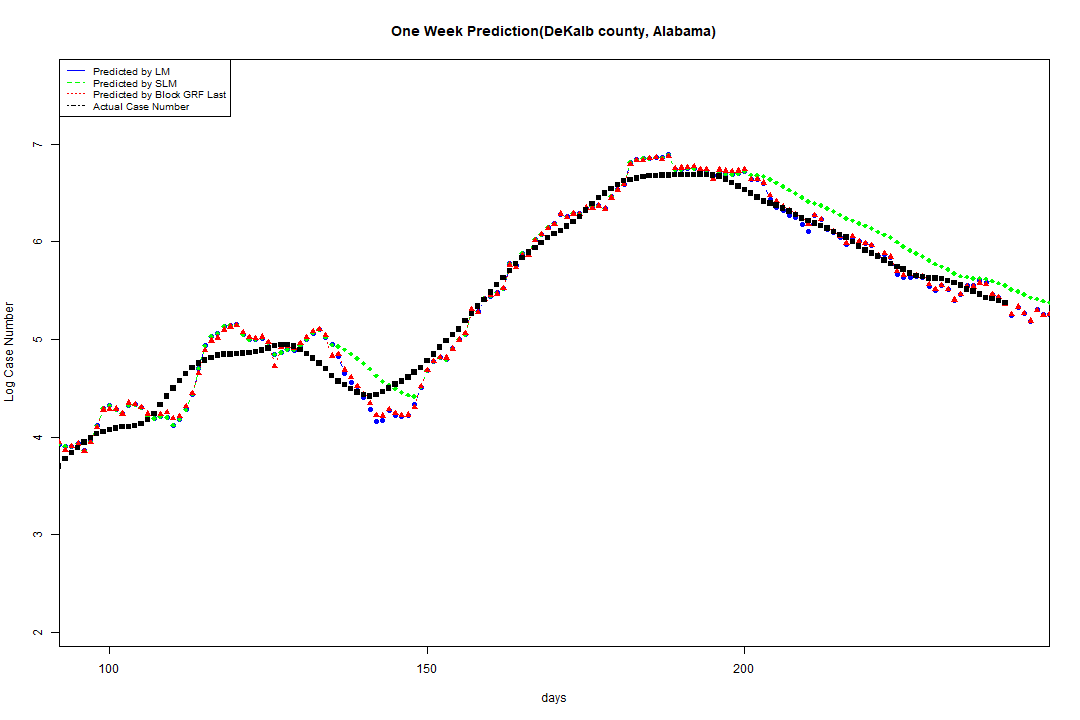 One Week Prediction(DeKalb county, Alabama)
Predicted by LM
Predicted by SLM
Predicted by Block GRF Last
Actual Case Number
7
6
5
4
3
2
Log Case Number
100 150 200
days